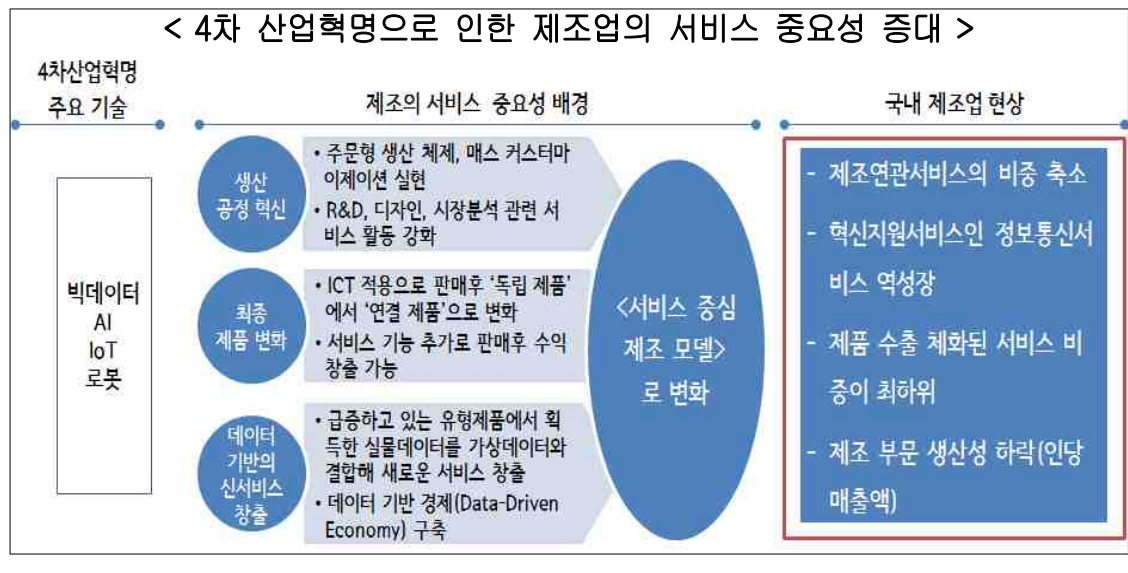 < 4차 산업혁명으로 인한 제조업의 서비스 중요성 증대 >
4차산업혁명
주요 기술
제조의 서비스 중요성 배경
국내 제조업 현상
빅데이터
AI
IoT
로봇
생산
공정 혁신
• 주문형 생산 체제, 매스 커스터마
이제이션 실현
• R&D, 디자인, 시장분석 관련 서
비스 활동 강화
최종
제품 변화
• ICT 적용으로 판매후 ‘독립 제품’
에서 ‘연결 제품’으로 변화
• 서비스 기능 추가로 판매후 수익
창출 가능
데이터
기반의
신서비스
창출
• 급증하고 있는 유형제품에서 획
득한 실물데이터를 가상데이터와
결합해 새로운 서비스 창출
• 데이터 기반 경제(Data-Driven
Economy) 구축
<서비스 중심
제조 모델>
로 변화
- 제조연관서비스의 비중 축소
- 혁신지원서비스인 정보통신서
비스 역성장
- 제품 수출 체화된 서비스 비
중이 최하위
- 제조 부문 생산성 하락(인당
매출액)